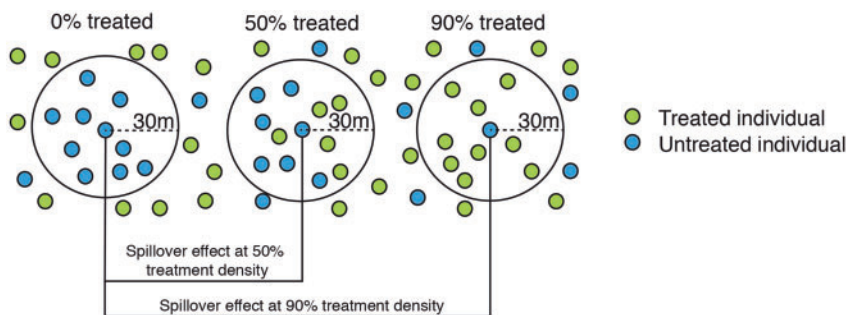 0% treated
50% treated
90% treated
30m
30m
30m
Treated individual
Untreated individual
Spillover effect at 50%
treatment density
Spillover effect at 90% treatment density